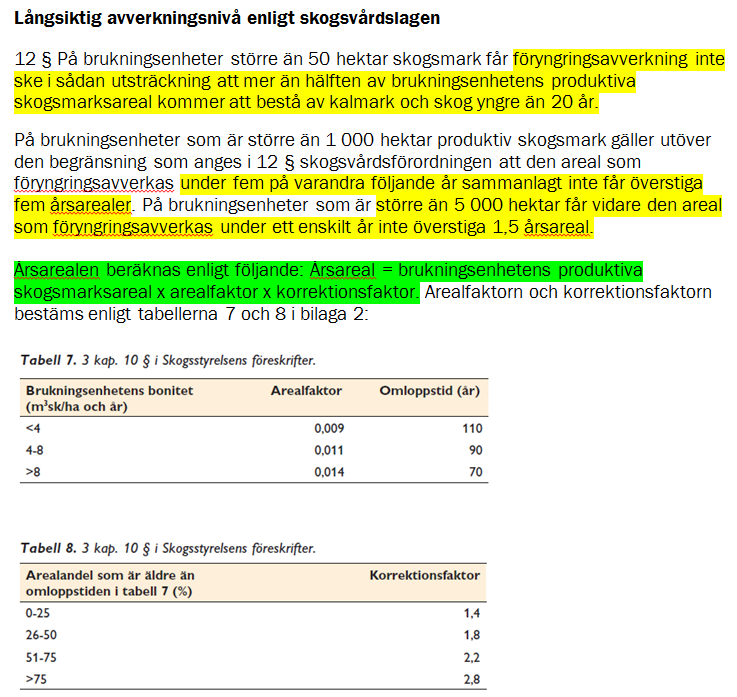 Långsiktig avverkningsnivå enligt skogsvårdslagen
12 § På brukningsenheter större än 50 hektar skogsmark får föryngringsavverkning inte
ske i sådan utsträckning att mer än hälften av brukningsenhetens produktiva
skogsmarksareal kommer att bestå av kalmark och skog yngre än 20 år.
På brukningsenheter som är större än 1 000 hektar produktiv skogsmark gäller utöver
den begränsning som anges i 12 § skogsvårdsförordningen att den areal som
föryngringsavverkas under fem på varandra följande år sammanlagt inte får överstiga
fem årsarealer. På brukningsenheter som är större än 5 000 hektar får vidare den areal
som föryngringsavverkas under ett enskilt år inte överstiga 1,5 årsareal.
Årsarealen beräknas enligt följande: Årsareal = brukningsenhetens produktiva
skogsmarksareal x arealfaktor x korrektionsfaktor. Arealfaktorn och korrektionsfaktorn
bestäms enligt tabellerna 7 och 8 i bilaga 2:
Tabell 7. 3 kap. 10 § i Skogsstyrelsens föreskrifter.
Brukningsenhetens bonitet Arealfaktor Omloppstid (år)
(m³sk/ha och år)
<4 0,009 110
4-8 0,011 90
>8 0,014 70
Tabell 8. 3 kap. 10 § i Skogsstyrelsens föreskrifter.
Arealandel som är äldre än Korrektionsfaktor
omloppstiden i tabell 7 (%)
0-25 1,4
26-50 1,8
51-75 2,2
>75 2,8